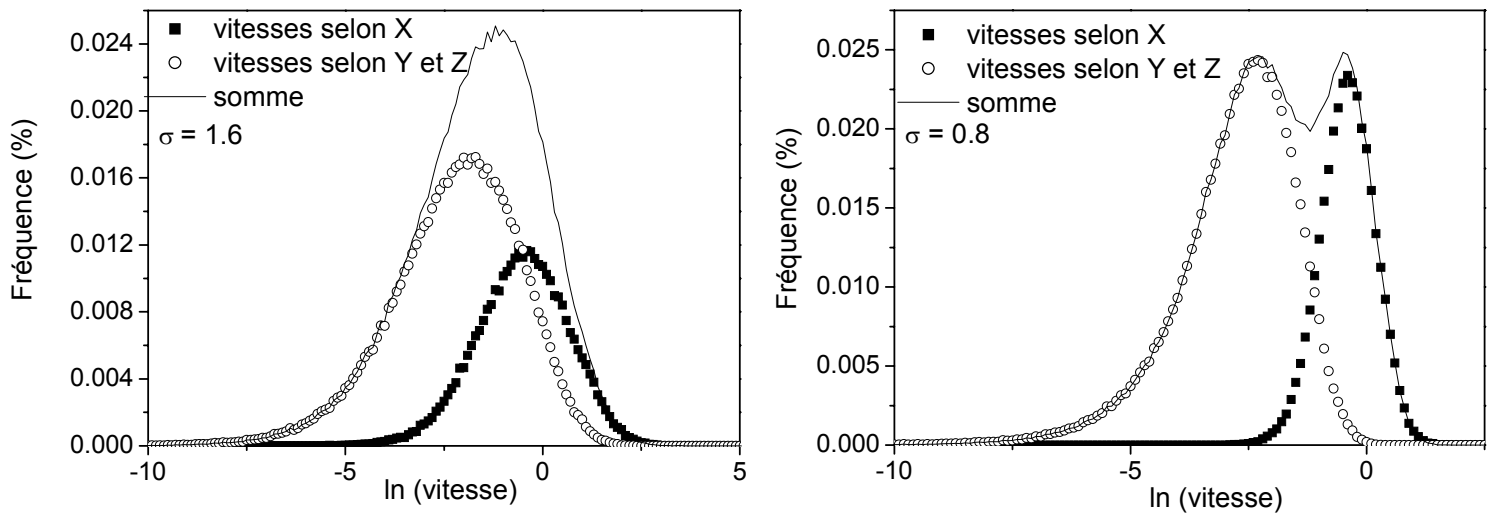 vitesses selon X
vitesses selon Y et Z
somme
σ = 1.6
Fréquence (%)
0.024
0.020
0.016
0.012
0.008
0.004
0.000
-10
-5
0
5
ln (vitesse)
vitesses selon X
vitesses selon Y et Z
somme
σ = 0.8
Fréquence (%)
0.025
0.020
0.015
0.010
0.005
0.000
-10
-5
0
ln (vitesse)